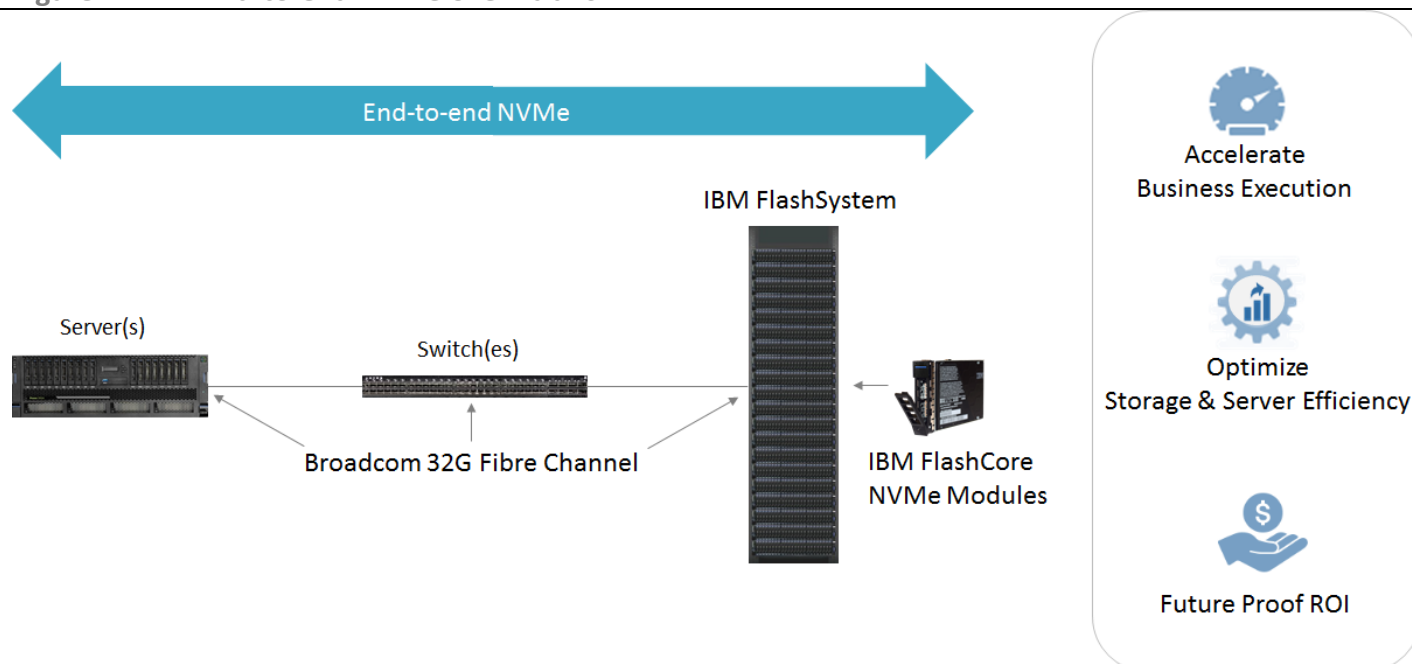 End-to-end NVMe
Accelerate
Business Execution
IBM FlashSystem
Server(s)
Switch(es)
Optimize
Storage & Server Efficiency
Broadcom 32G Fibre Channel
IBM FlashCore
NVMe Modules
Future Proof ROI